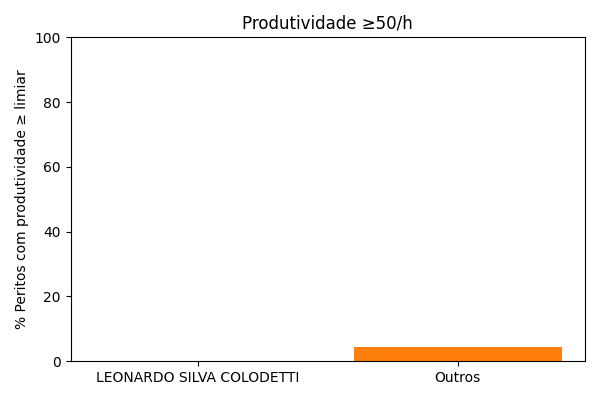 Produtividade ≥50/h
% Peritos com produtividade ≥ limiar
100
80
60
40
20
0
LEONARDO SILVA COLODETTI
Outros